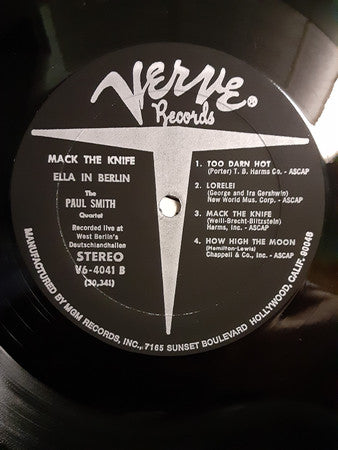 Verve®
Records
MACK THE KNIFE
ELLA IN BERLIN
The
PAUL SMITH
Quartet
Recorded live at
West Berlin's
Deutschlandhallen
STEREO
V6-4041 B
(30,341)
1. TOO DARN HOT
(Porter) T. B. Harms Co. - ASCAP
2. LORELEI
(George and Ira Gershwin)
New World Mus. Corp. - ASCAP
3. MACK THE KNIFE
(Weill-Brecht-Blitzstein)
Harms, Inc. - ASCAP
4. HOW HIGH THE MOON
(Hamilton-Lewis)
Chappell & Co., Inc. - ASCAP
MANUFACTURED BY MGM RECORDS, INC., 7165 SUNSET BOULEVARD HOLLYWOOD, CALIF. 90046